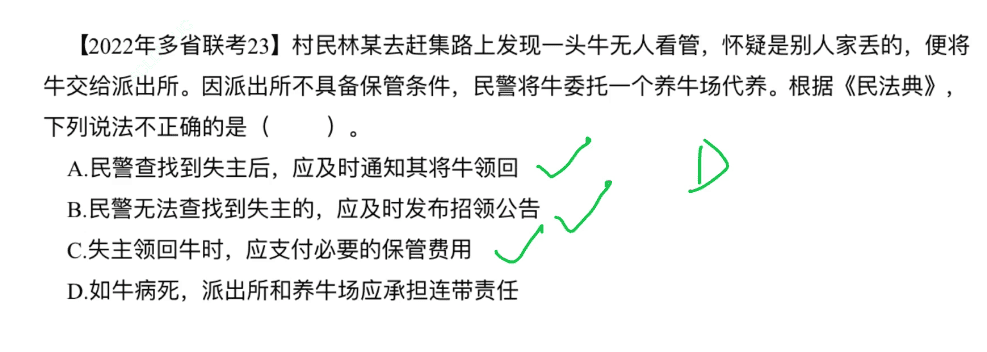 【2022年多省联考23】村民林某去赶集路上发现一头牛无人看管，怀疑是别人家丢的，便将
牛交给派出所。因派出所不具备保管条件，民警将牛委托一个养牛场代养。根据《民法典》，
下列说法不正确的是（　　）。
A.民警查找到失主后，应及时通知其将牛领回
D
B.民警无法查找到失主的，应及时发布招领公告
C.失主领回牛时，应支付必要的保管费用
D.如牛病死，派出所和养牛场应承担连带责任